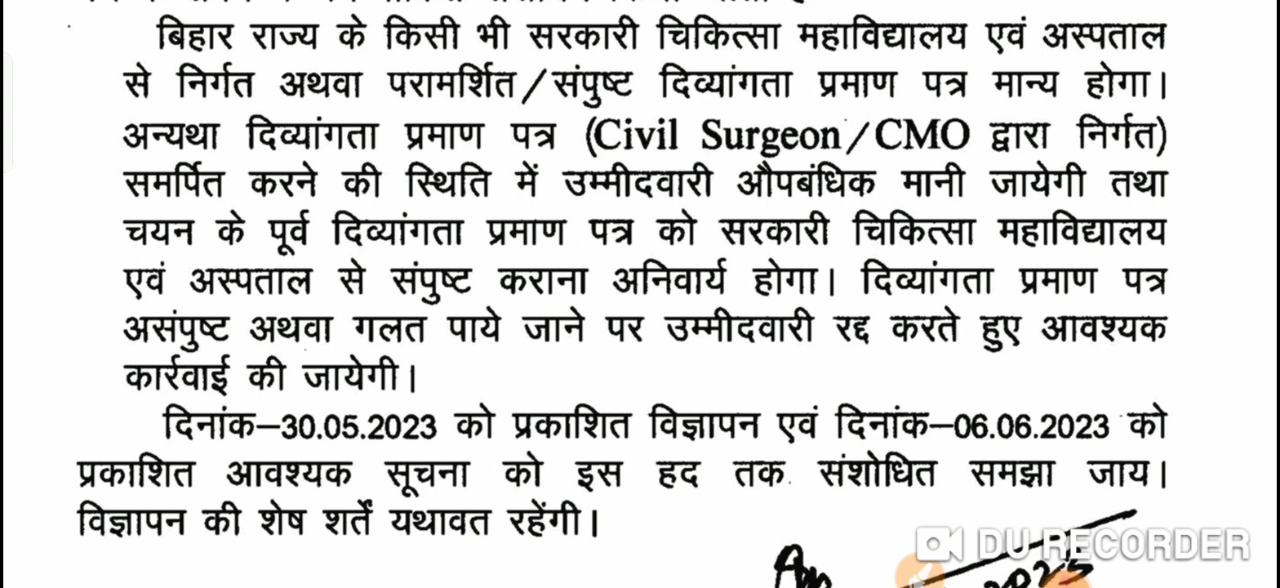 बिहार राज्य के किसी भी सरकारी चिकित्सा महाविद्यालय एवं अस्पताल
से निर्गत अथवा परामर्शित/संपुष्ट दिव्यांगता प्रमाण पत्र मान्य होगा।
अन्यथा दिव्यांगता प्रमाण पत्र (Civil Surgeon/CMO द्वारा निर्गत)
समर्पित करने की स्थिति में उम्मीदवारी औपबंधिक मानी जायेगी तथा
चयन के पूर्व दिव्यांगता प्रमाण पत्र को सरकारी चिकित्सा महाविद्यालय
एवं अस्पताल से संपुष्ट कराना अनिवार्य होगा। दिव्यांगता प्रमाण पत्र
असंपुष्ट अथवा गलत पाये जाने पर उम्मीदवारी रद्द करते हुए आवश्यक
कार्रवाई की जायेगी।
दिनांक–30.05.2023 को प्रकाशित विज्ञापन एवं दिनांक–06.06.2023 को
प्रकाशित आवश्यक सूचना को इस हद तक संशोधित समझा जाय।
विज्ञापन की शेष शर्तें यथावत रहेंगी।
DU RECORDER